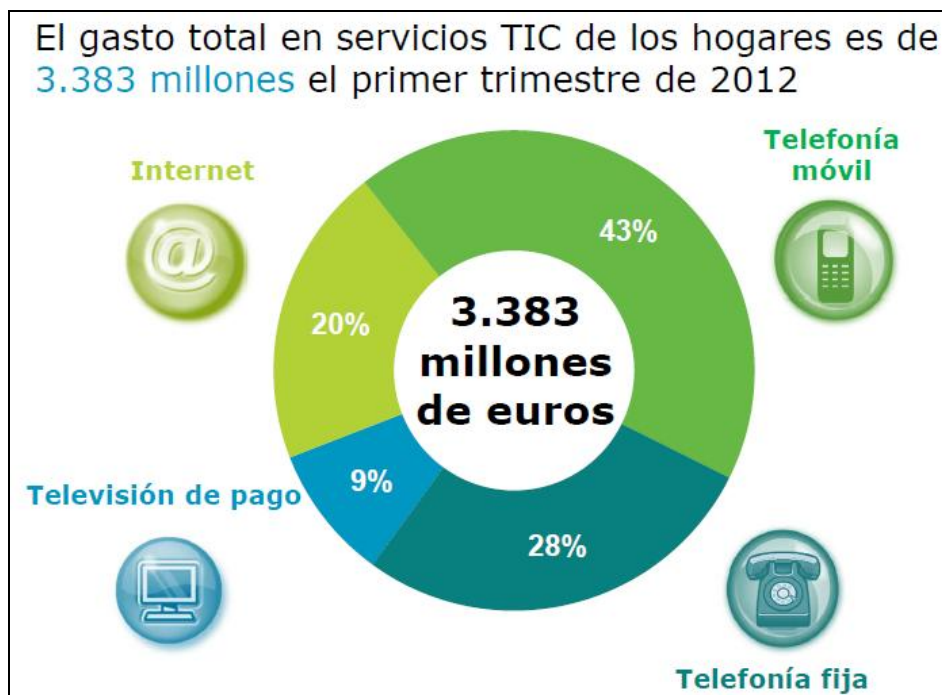 El gasto total en servicios TIC de los hogares es de
3.383 millones el primer trimestre de 2012
Internet
Telefonía
móvil
43%
20%
3.383
millones
de euros
9%
Televisión de pago
28%
Telefonía fija